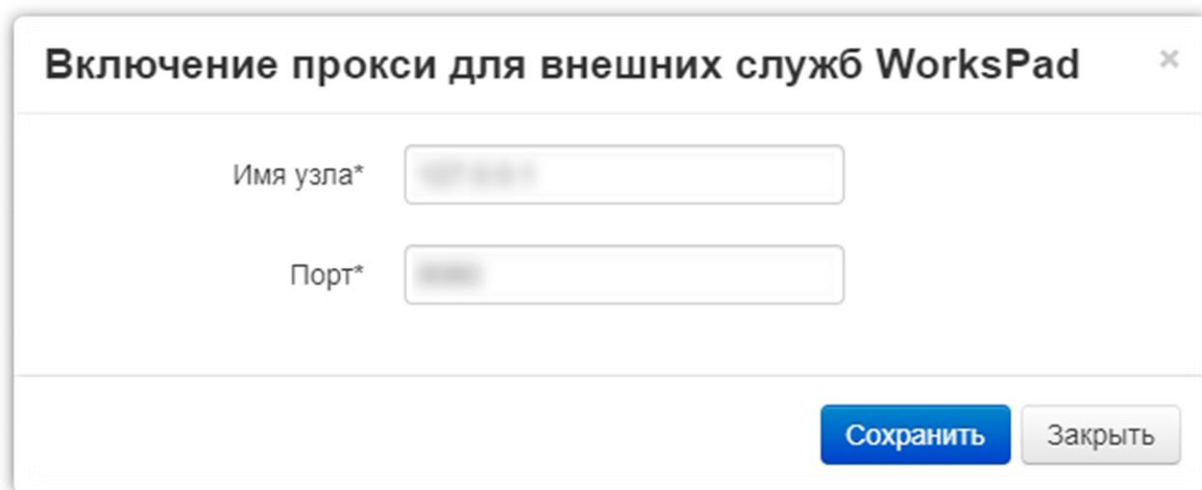 Включение прокси для внешних служб WorksPad ×
Имя узла*
Порт*
Сохранить Закрыть